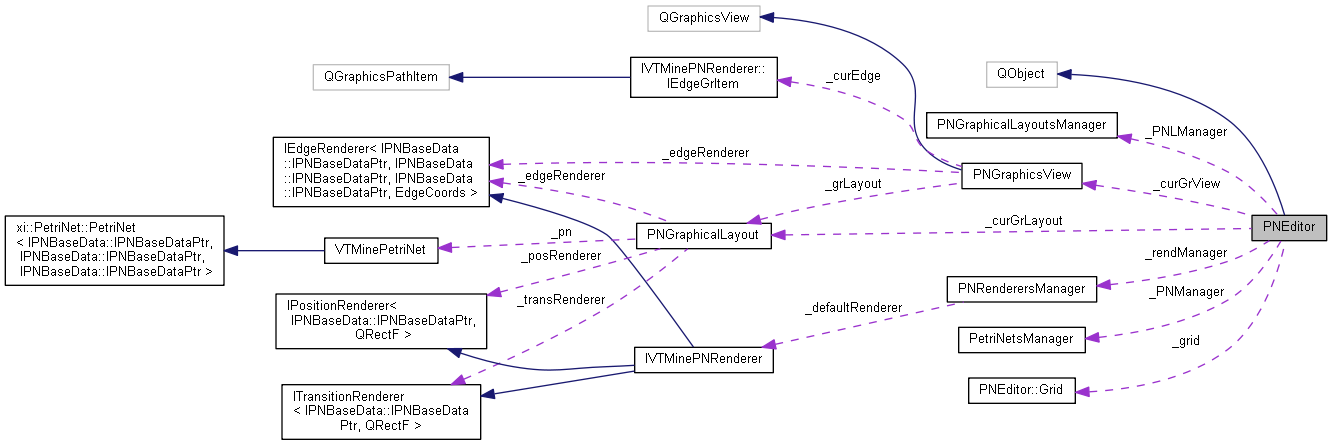 QGraphicsView
QGraphicsPathItem
IVTMinePNRenderer::
IEdgeGrItem
_curEdge
QObject
PNGraphicalLayoutsManager
_PNLManager
IEdgeRenderer< IPNBaseData
::IPNBaseDataPtr, IPNBaseData
::IPNBaseDataPtr, IPNBaseData
::IPNBaseDataPtr, EdgeCoords >
_edgeRenderer
_edgeRenderer
_grLayout
PNGraphicsView
_curGrView
xi::PetriNet::PetriNet
< IPNBaseData::IPNBaseDataPtr,
IPNBaseData::IPNBaseDataPtr,
IPNBaseData::IPNBaseDataPtr >
VTMinePetriNet
_pn
PNGraphicalLayout
_curGrLayout
PNEditor
_posRenderer
_rendManager
IPositionRenderer<
IPNBaseData::IPNBaseDataPtr,
QRectF >
_transRenderer
_defaultRenderer
PNRenderersManager
_PNManager
IVTMinePNRenderer
PetriNetsManager
_grid
ITransitionRenderer
< IPNBaseData::IPNBaseData
Ptr, QRectF >
PNEditor::Grid